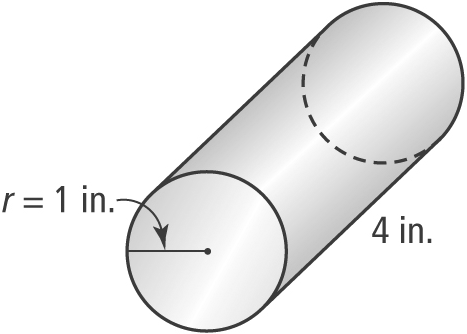 r = 1 in.
4 in.